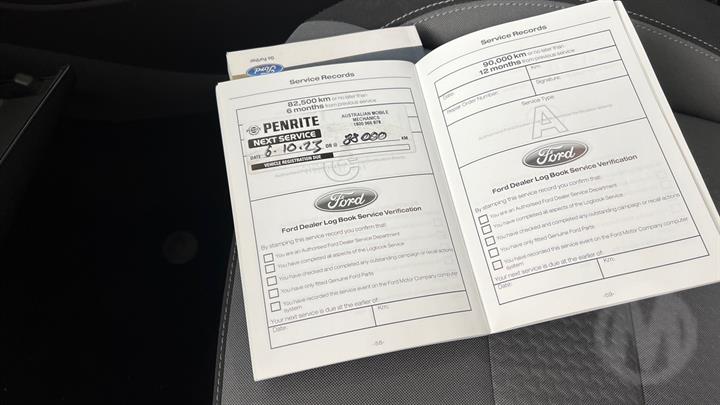 Go Further
Ford
Service Records
82,500 km or no later than
6 months from previous service
PENRITE
AUSTRALIAN MOBILE
MECHANICS
1800 066 878
NEXT SERVICE
DATE 6.10.23 OR @ KM
VEHICLE REGISTRATION DUE
C
Ford
Ford Dealer Log Book Service Verification
By stamping this service record you confirm that:
You are an Authorised Ford Dealer Service Department
You have completed all aspects of the Logbook Service
You have checked and completed any outstanding campaign or recall actions
You have only fitted Genuine Ford Parts
You have recorded this service event on the Ford Motor Company computer
system
Your next service is due at the earlier of:
Date:
Km:
-58-
Service Records
90,000 km or no later than
12 months from previous service
Date:
Km:
Repair Order Number:
Signature:
Service Type
A
Ford
Ford Dealer Log Book Service Verification
By stamping this service record you confirm that:
You are an Authorised Ford Dealer Service Department
You have completed all aspects of the Logbook Service
You have checked and completed any outstanding campaign or recall actions
You have only fitted Genuine Ford Parts
You have recorded this service event on the Ford Motor Company computer
system
Your next service is due at the earlier of:
Date:
Km:
-59-